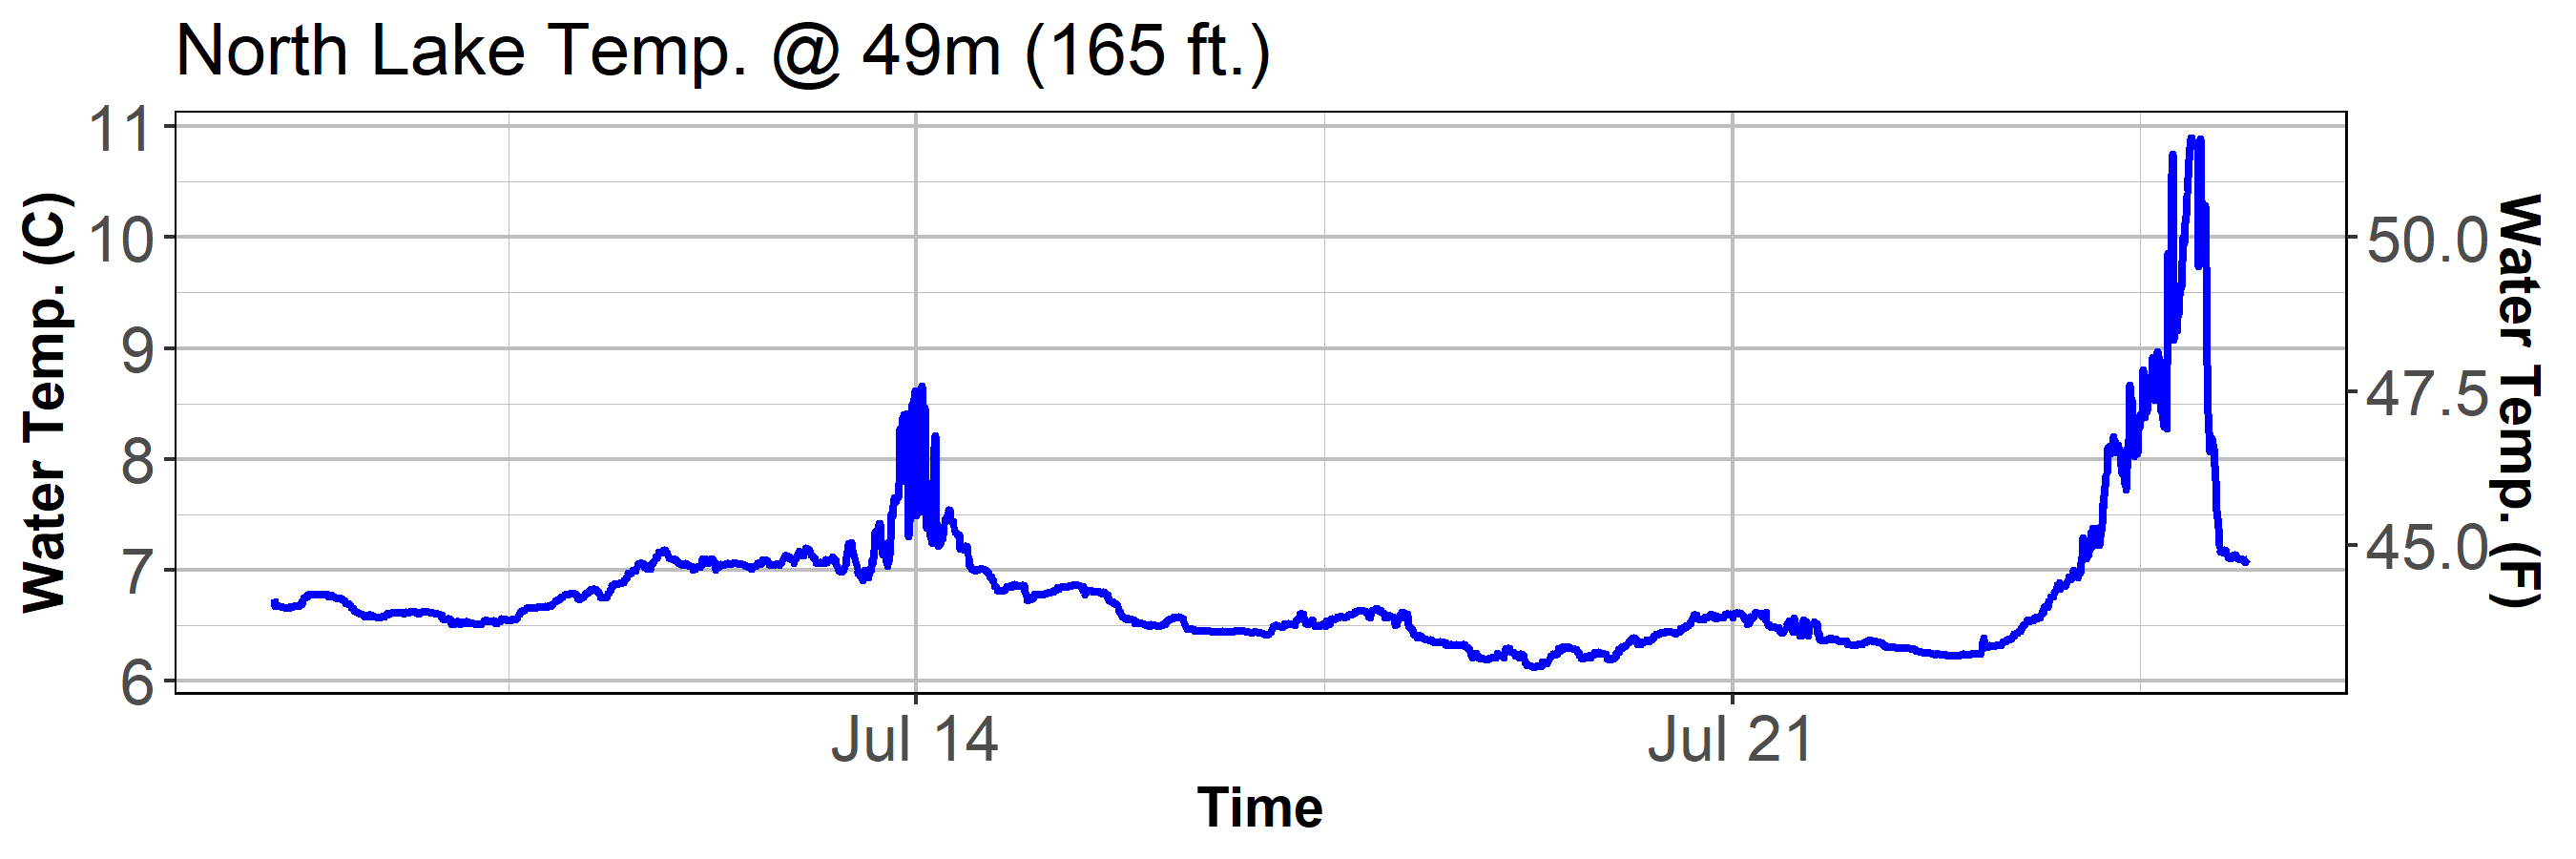 North Lake Temp. @ 49m (165 ft.)
11
10
9
8
7
6
Water Temp. (C)
50.0
47.5
45.0
Water Temp. (F)
Jul 14
Jul 21
Time